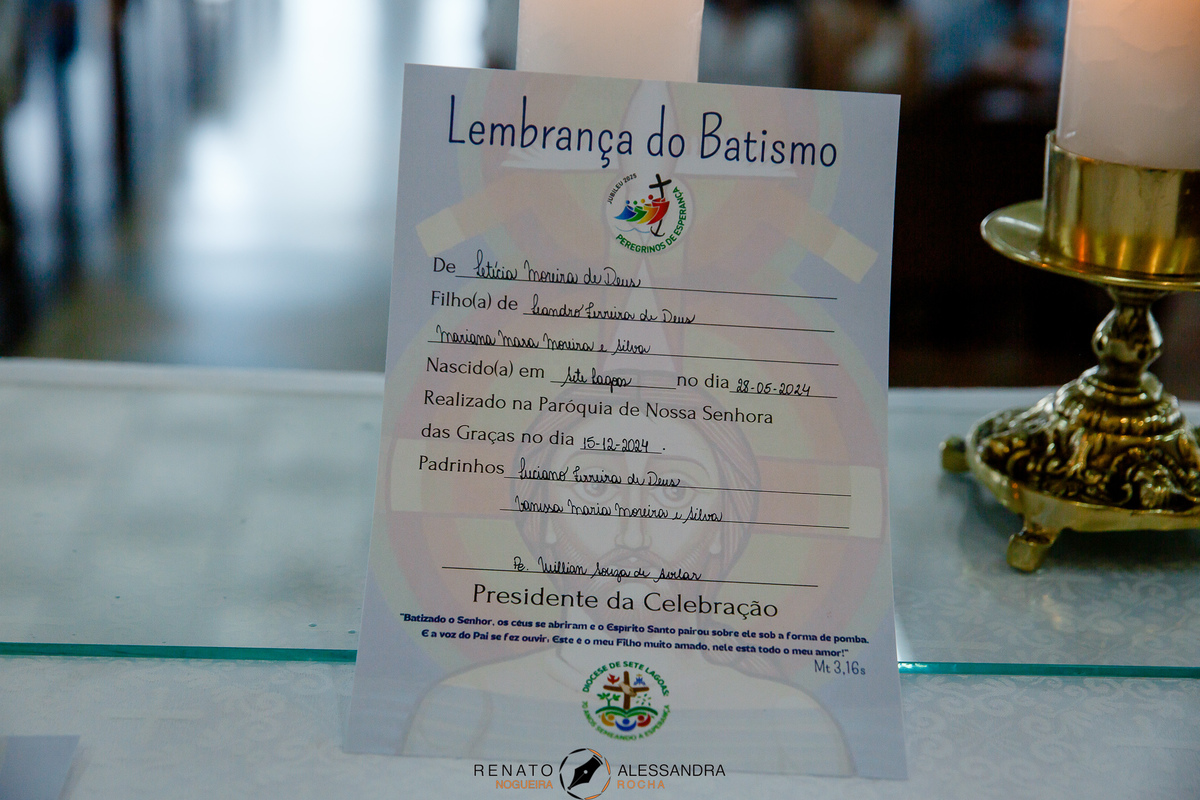 Lembrança do Batismo
JUBILEU 2025
PEREGRINOS DE ESPERANÇA
De Letícia Moreira de Deus
Filho(a) de Leandro Ferreira de Deus
Mariana Mara Moreira e Silva
Nascido(a) em Sete Lagoas no dia 28-05-2024
Realizado na Paróquia de Nossa Senhora
das Graças no dia 15-12-2024.
Padrinhos Luciano Ferreira de Deus
Vanessa Maria Moreira e Silva
Pe. Willian Souza de Avelar
Presidente da Celebração
"Batizado o Senhor, os céus se abriram e o Espírito Santo pairou sobre ele sob a forma de pomba.
E a voz do Pai se fez ouvir: Este é o meu Filho muito amado, nele está todo o meu amor!"
Mt 3,16s
DIOCESE DE SETE LAGOAS:
70 ANOS SEMEANDO A ESPERANÇA
RENATO ALESSANDRA
NOGUEIRA ROCHA